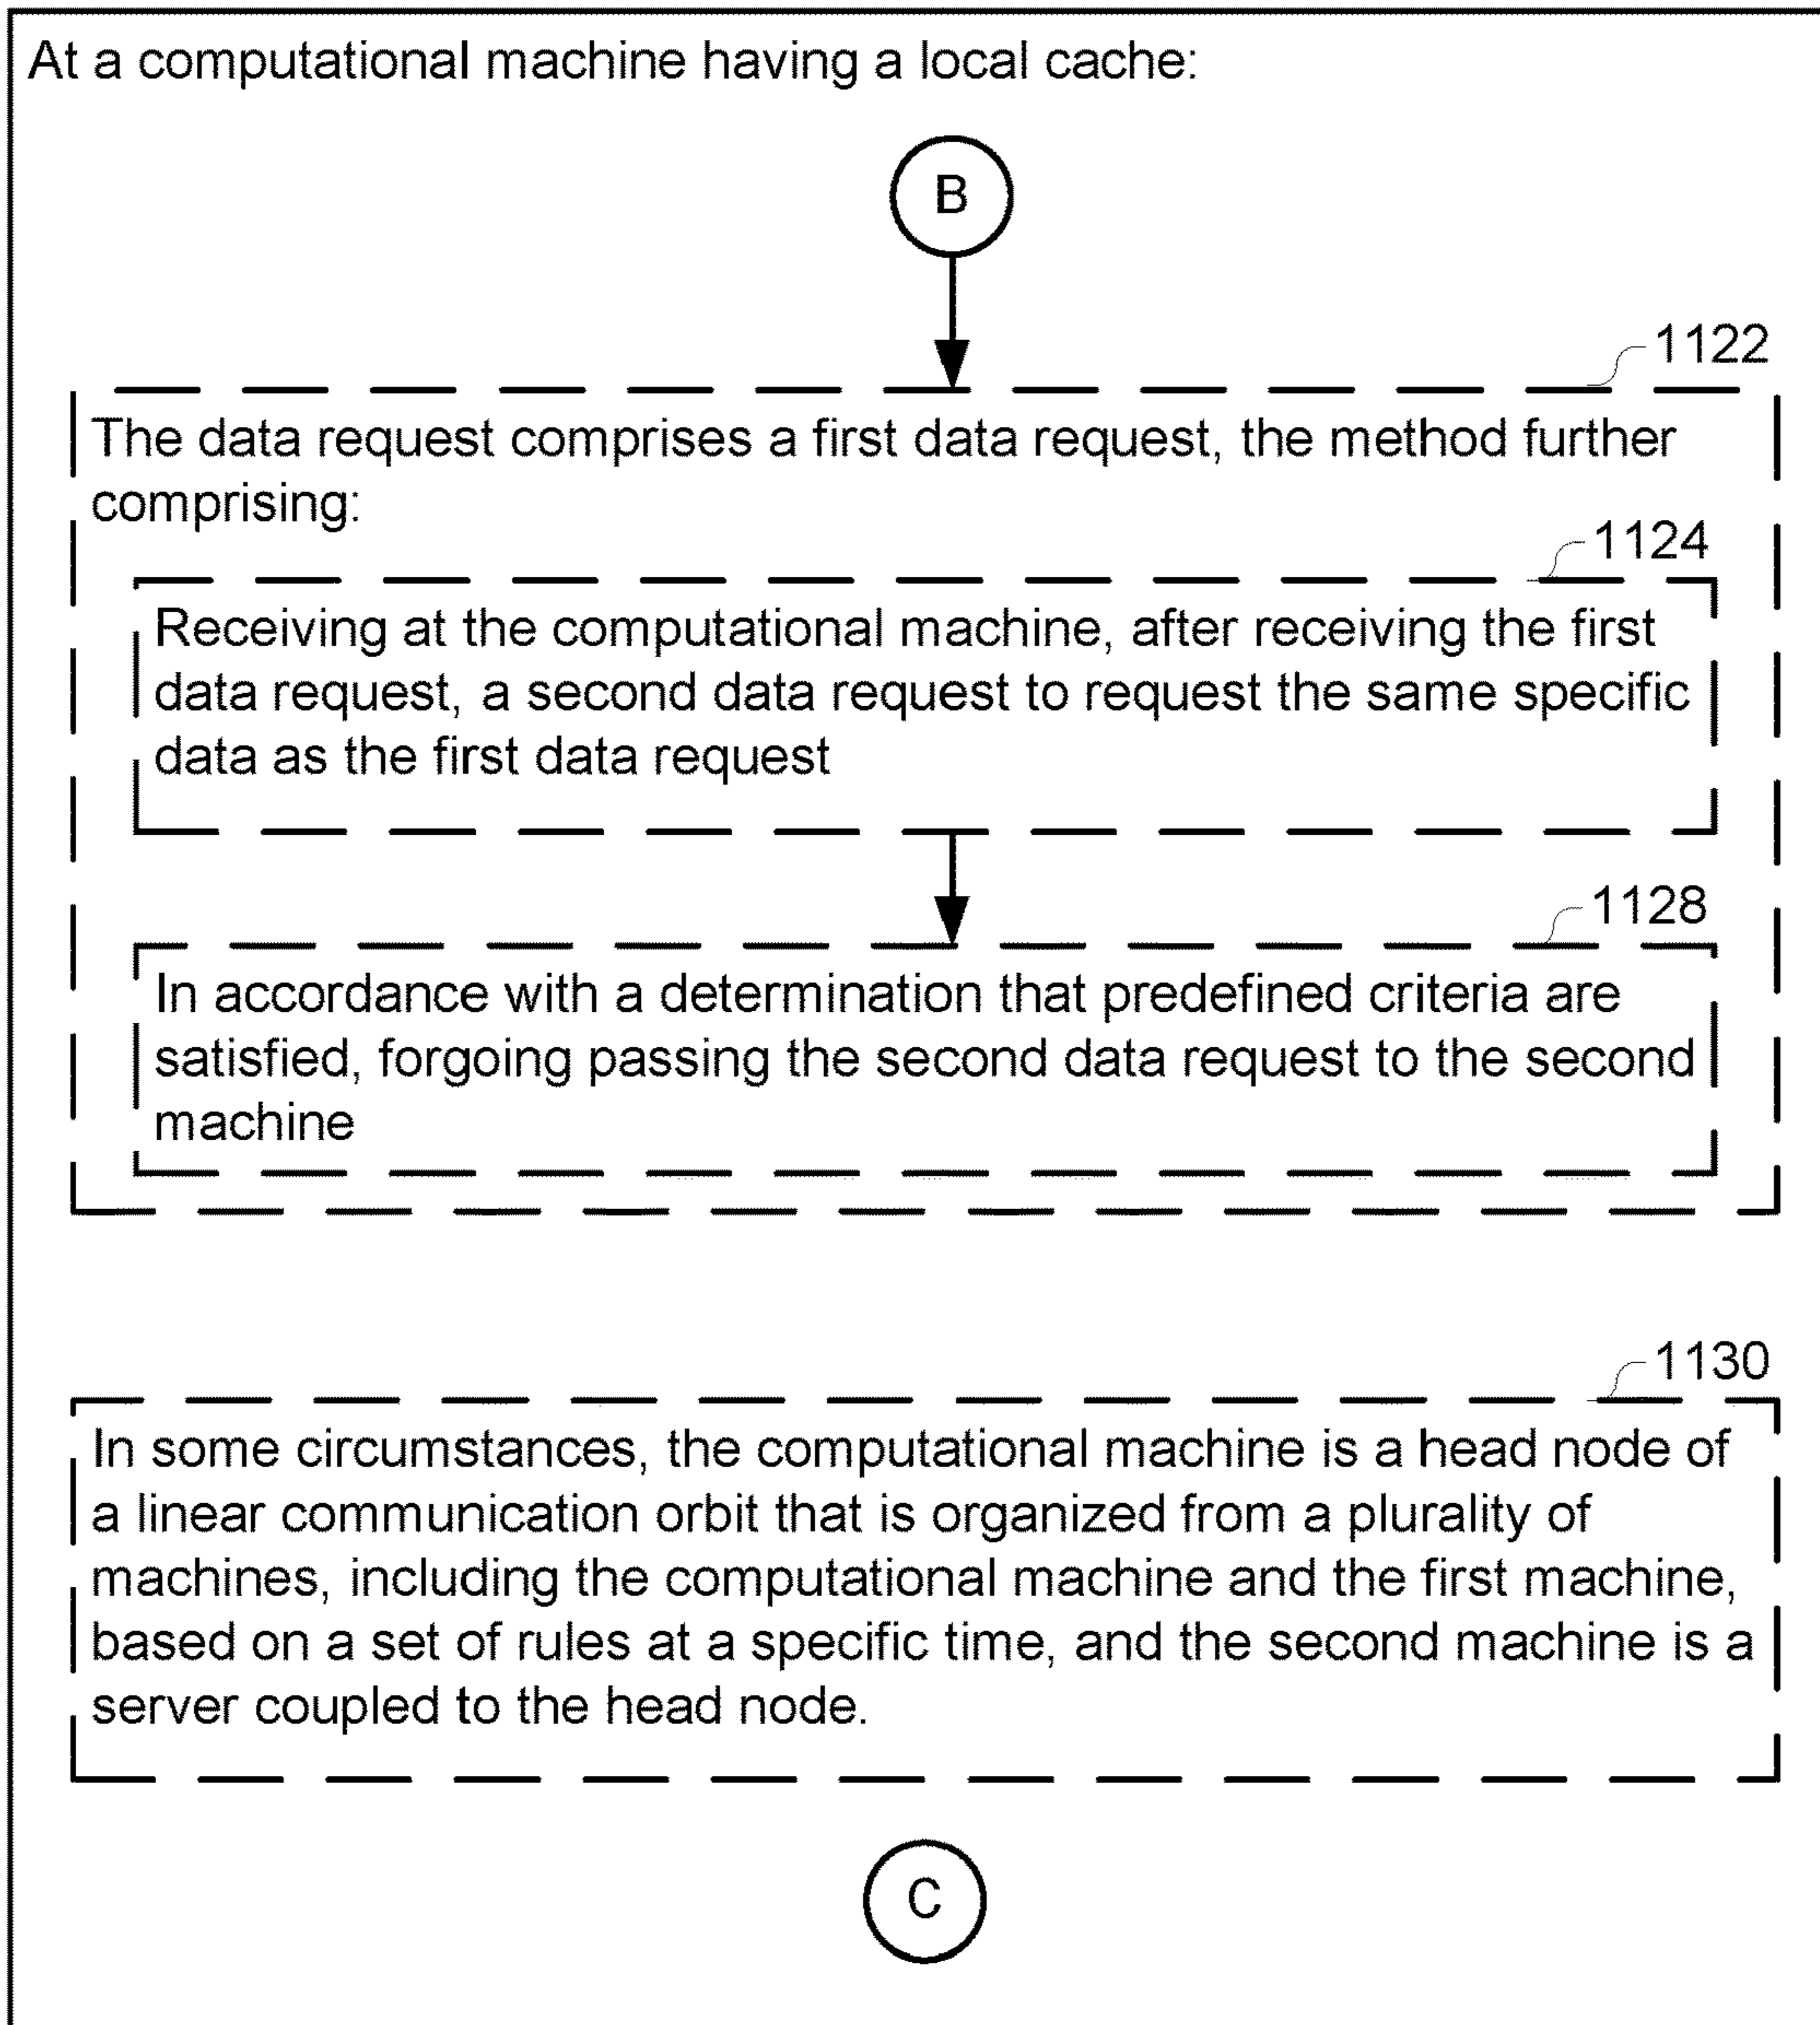 At a computational machine having a local cache:
B
1122
The data request comprises a first data request, the method further
comprising:
1124
Receiving at the computational machine, after receiving the first
data request, a second data request to request the same specific
data as the first data request
1128
In accordance with a determination that predefined criteria are
satisfied, forgoing passing the second data request to the second
machine
1130
In some circumstances, the computational machine is a head node of
a linear communication orbit that is organized from a plurality of
machines, including the computational machine and the first machine,
based on a set of rules at a specific time, and the second machine is a
server coupled to the head node.
C